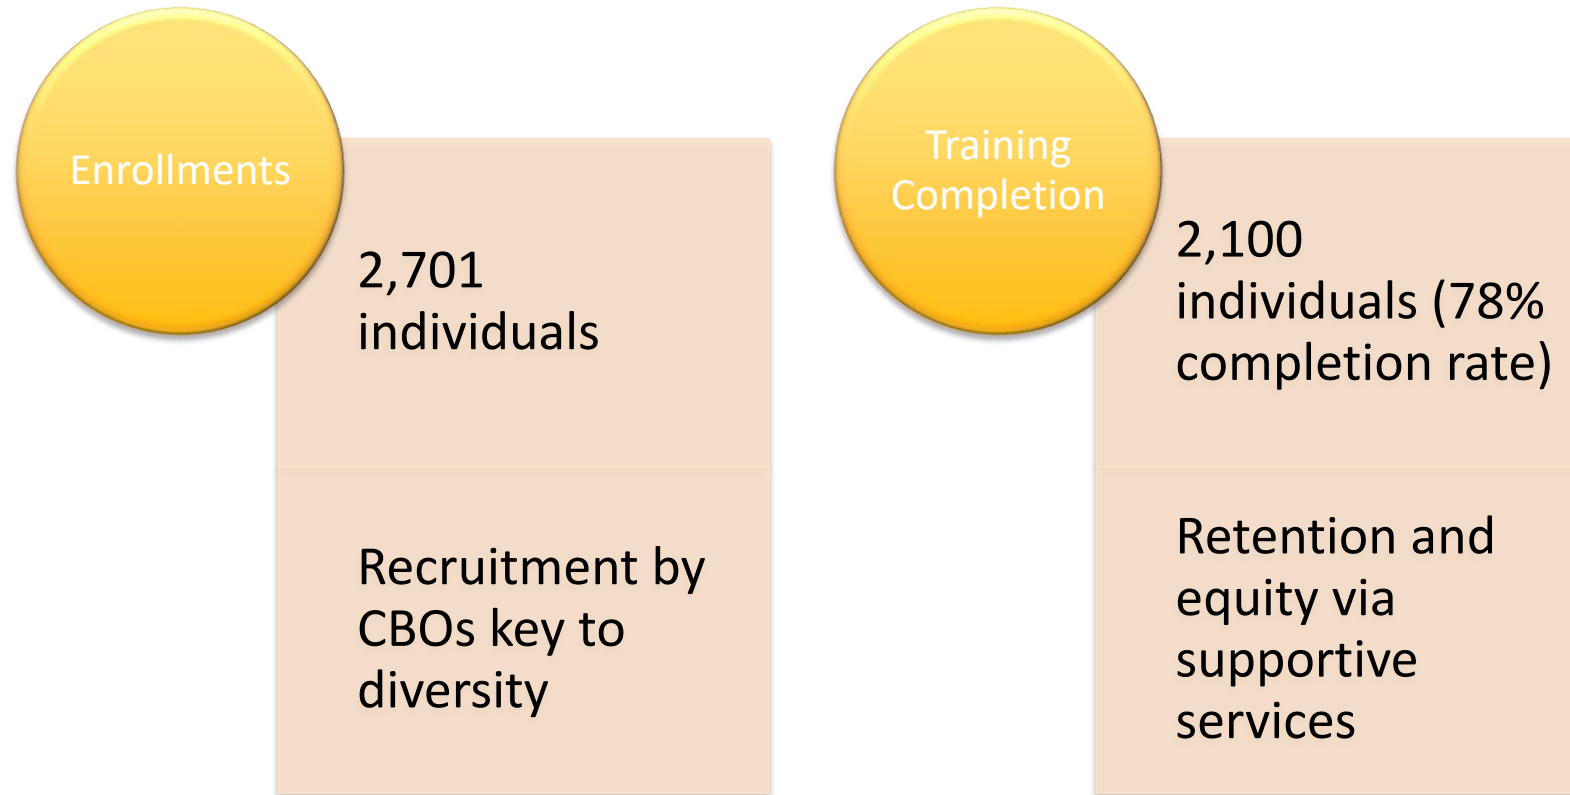 Enrollments
2,701
individuals
Recruitment by
CBOs key to
diversity
Training
Completion
2,100
individuals (78%
completion rate)
Retention and
equity via
supportive
services